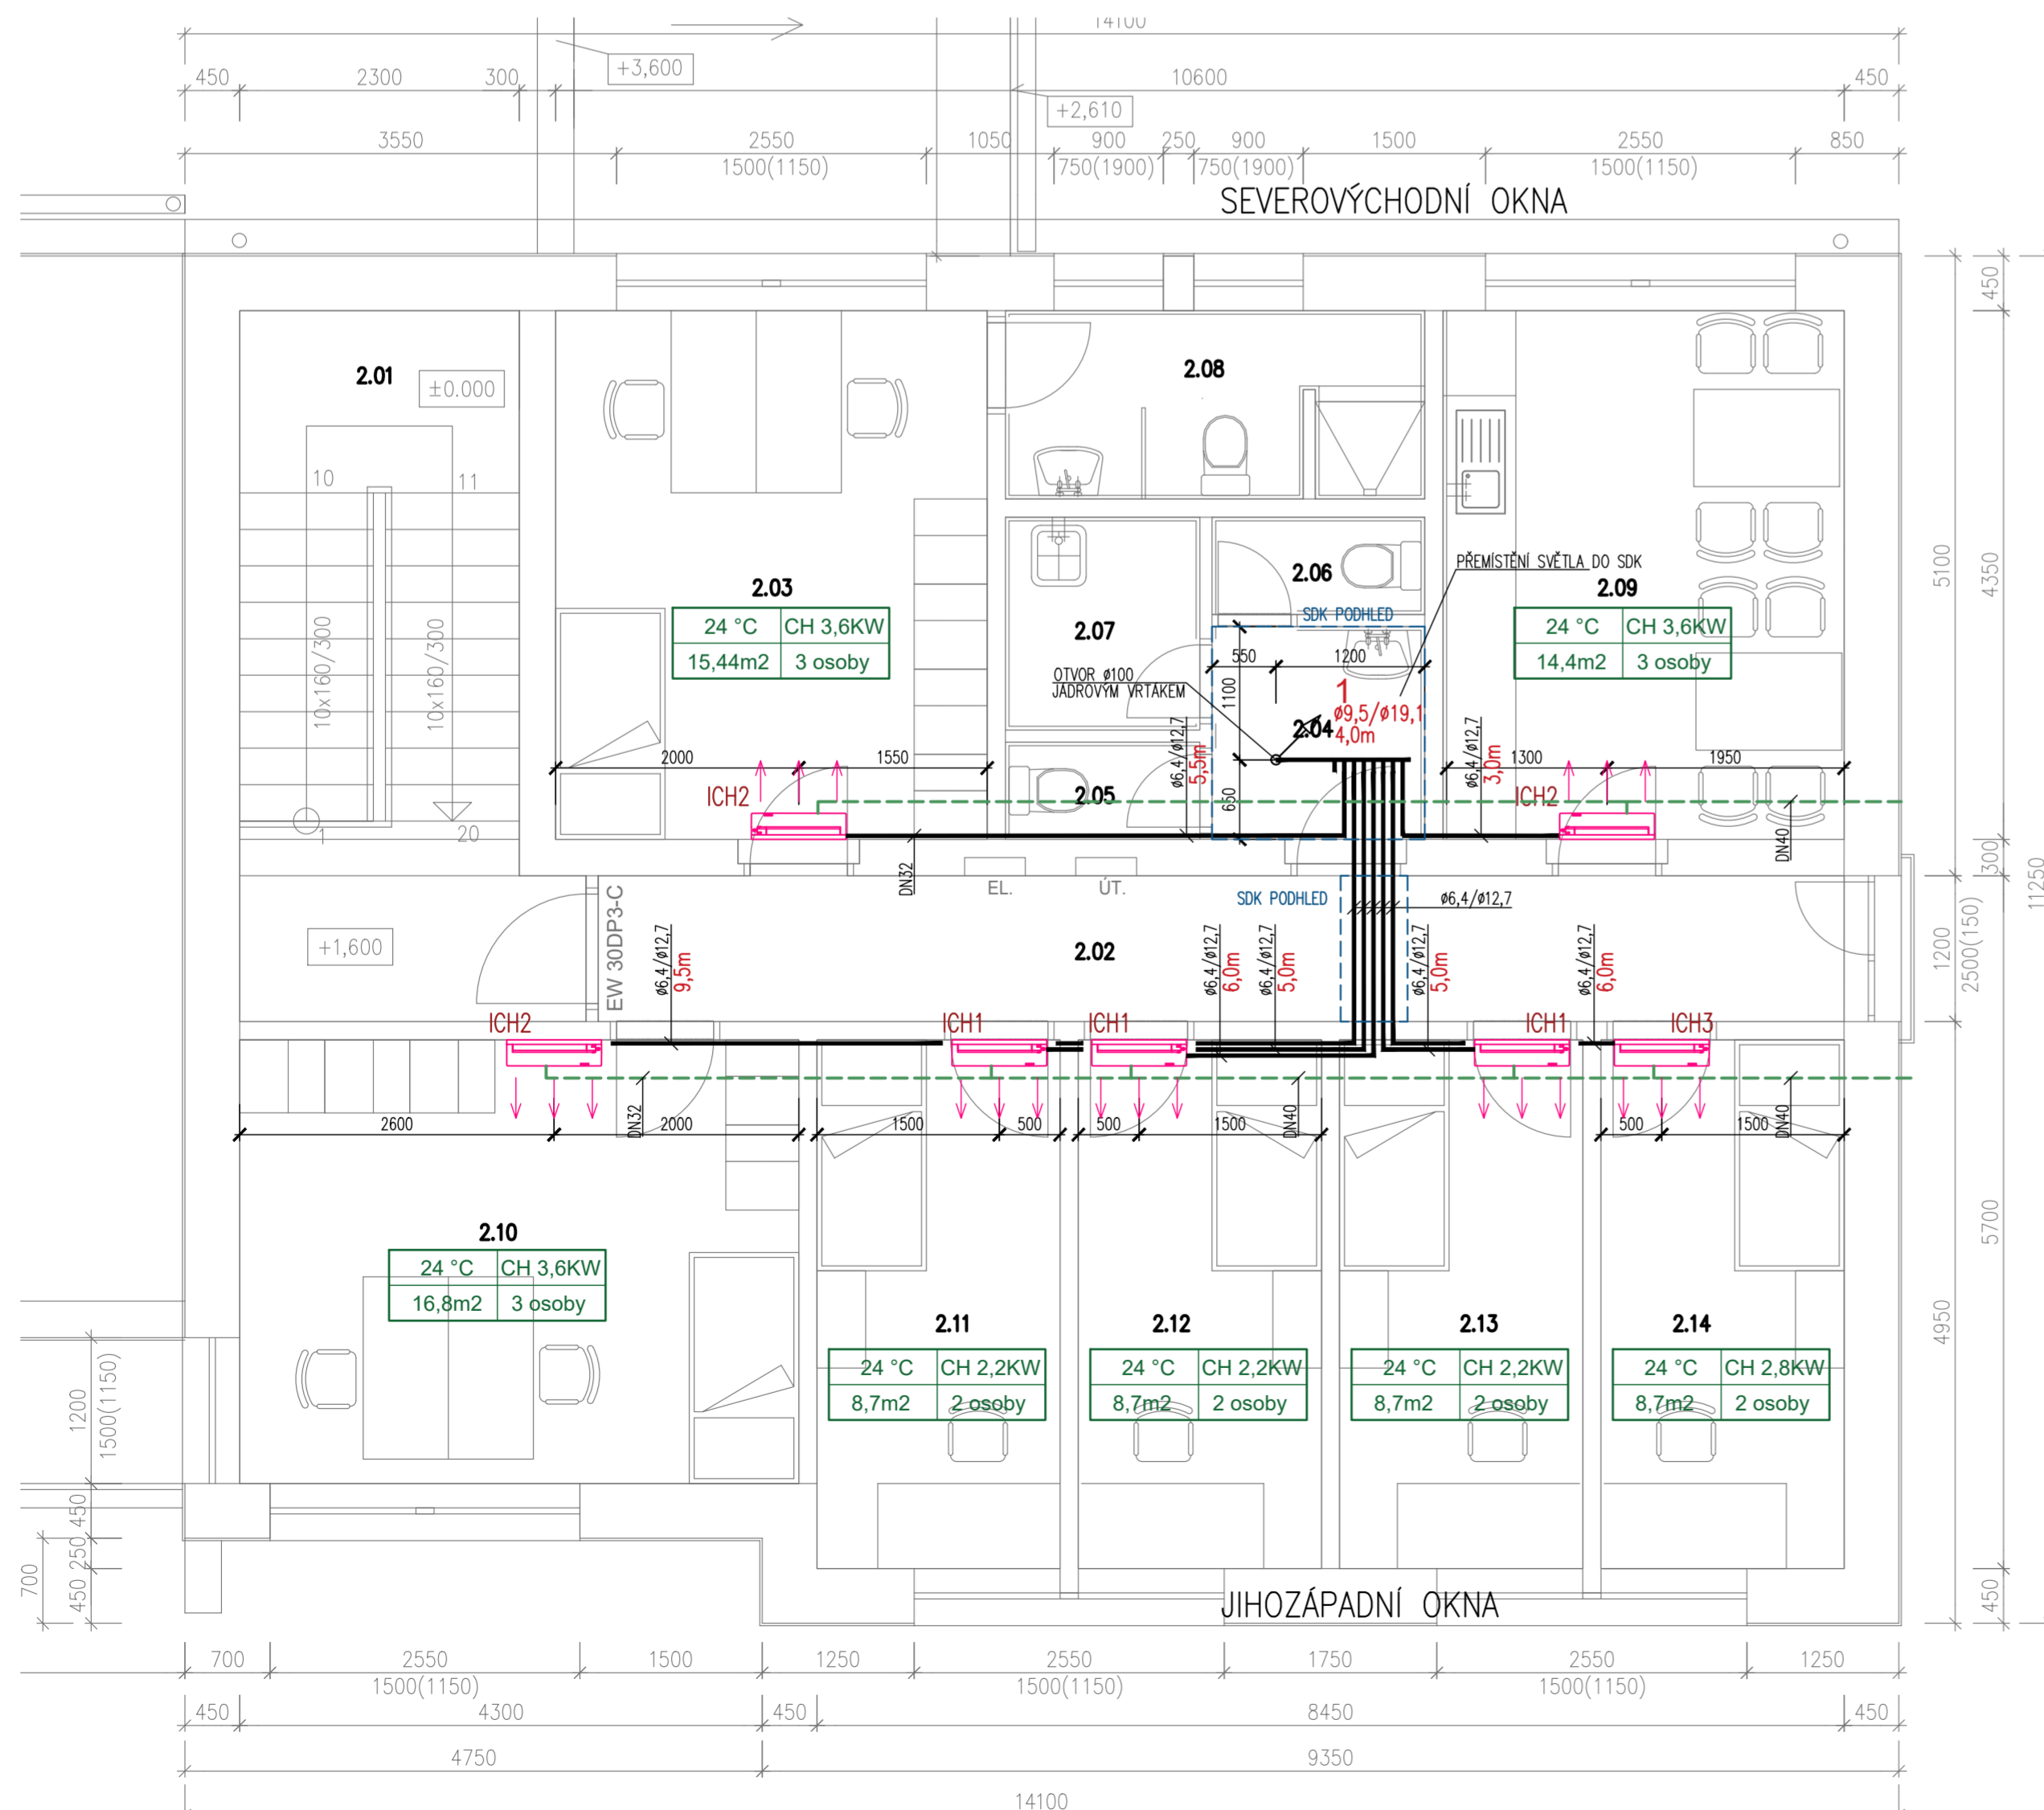 14100
450 2300 300 +3,600 10600 450
+2,610
3550 2550 1050 900 250 900 1500 2550 850
1500(1150) 750(1900) 750(1900) 1500(1150)
SEVEROVÝCHODNÍ OKNA
2.01 ±0.000
2.08
10 11
10x160/300 10x160/300
1 20
2.03
24 °C CH 3,6KW
15,44m2 3 osoby
2.06
PŘEMÍSTĚNÍ SVĚTLA DO SDK
2.09
24 °C CH 3,6KW
14,4m2 3 osoby
SDK PODHLED
2.07
550 1200
1100
650
OTVOR ø100
JÁDROVÝM VRTAKEM
1
ø9,5/ø19,1
2.04 4,0m
ø6,4/ø12,7
5,5m
ø6,4/ø12,7
3,0m
2000 1550
1300 1950
2.05
ICH2
ICH2
DN32
DN40
450
5100
4350
300
11250
1200
2500(150)
5700
4950
450
EL. ÚT.
SDK PODHLED
ø6,4/ø12,7
+1,600
EW 30DP3-C
2.02
ø6,4/ø12,7
9,5m
ø6,4/ø12,7
6,0m
ø6,4/ø12,7
5,0m
ø6,4/ø12,7
5,0m
ø6,4/ø12,7
6,0m
ICH2 ICH1 ICH1 ICH1 ICH3
DN32
DN40
DN40
2600 2000 1500 500 500 1500 500 1500
2.10
24 °C CH 3,6KW
16,8m2 3 osoby
2.11
24 °C CH 2,2KW
8,7m2 2 osoby
2.12
24 °C CH 2,2KW
8,7m2 2 osoby
2.13
24 °C CH 2,2KW
8,7m2 2 osoby
2.14
24 °C CH 2,8KW
8,7m2 2 osoby
1200
1500(1150)
450
250
450
700
JIHOZÁPADNÍ OKNA
700 2550 1500 1250 2550 1750 2550 1250
1500(1150) 1500(1150) 1500(1150)
450 4300 450 8450 450
4750 9350
14100